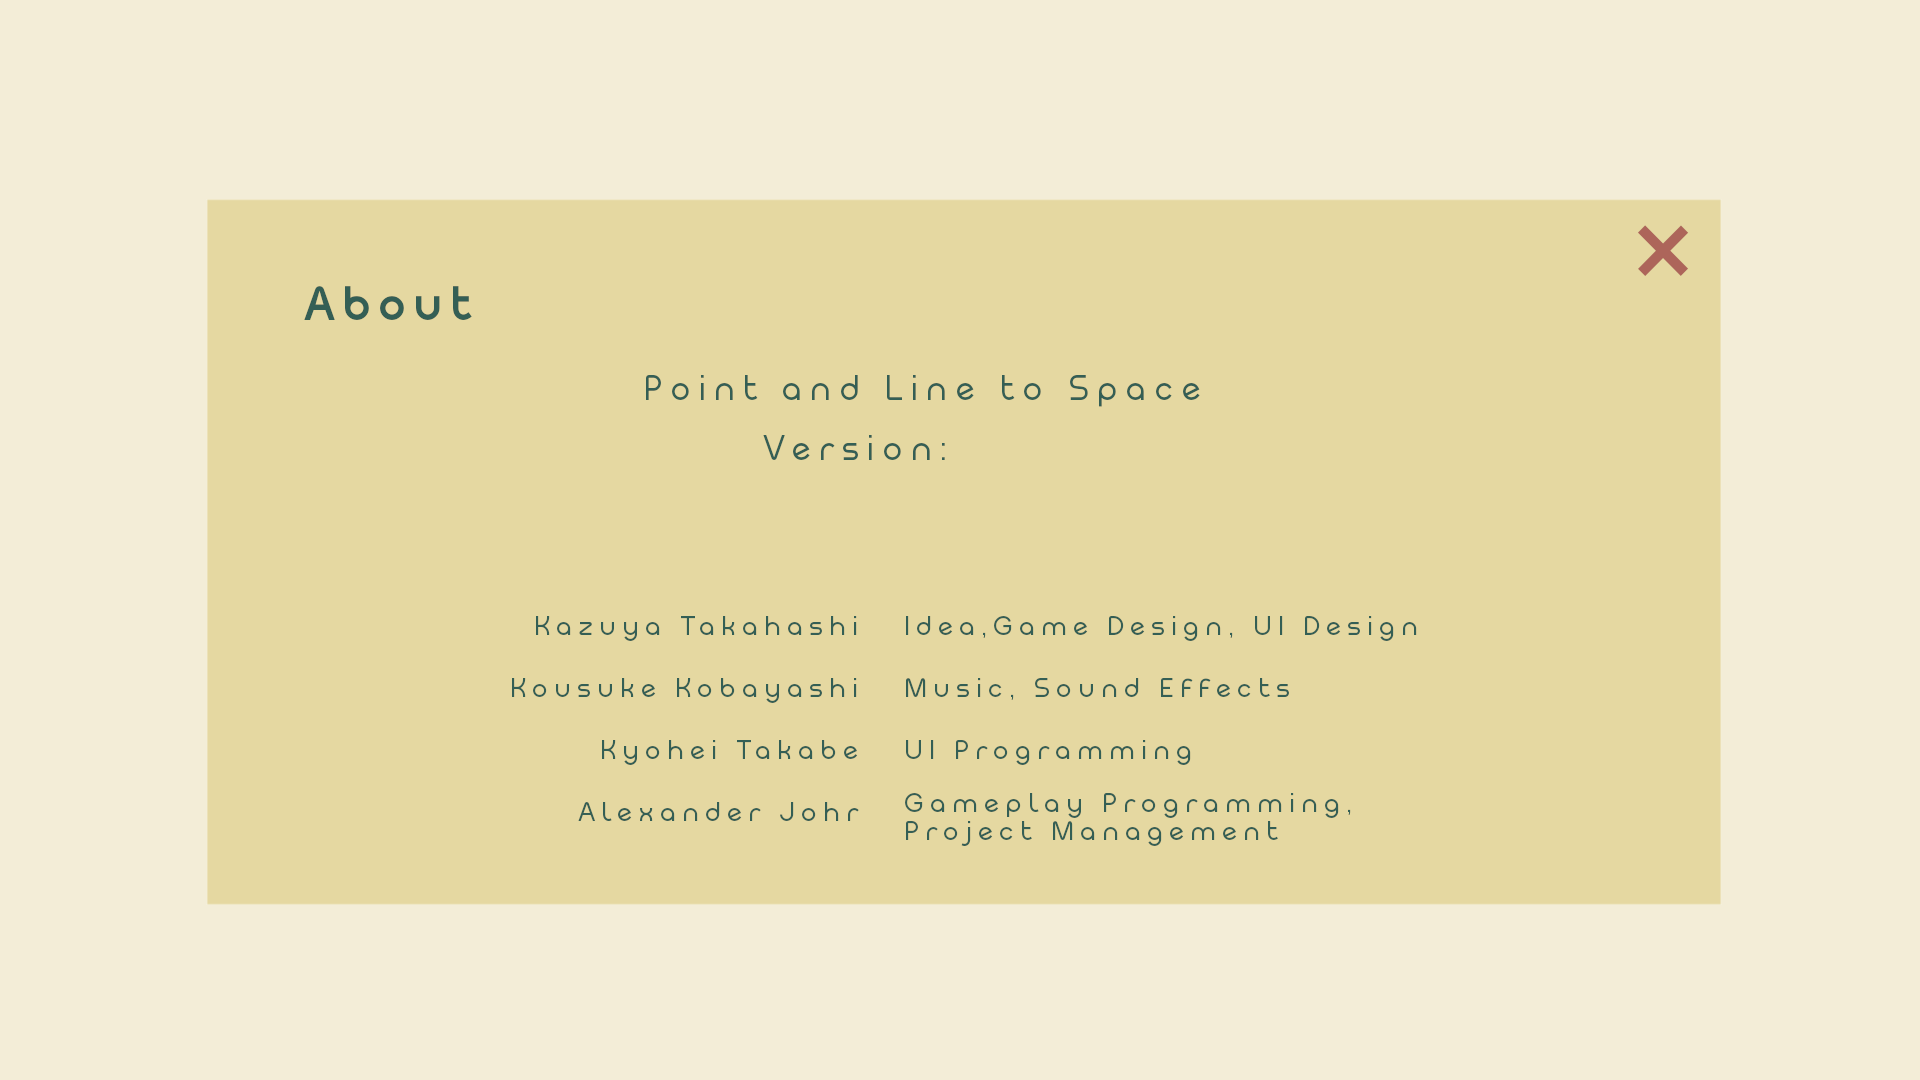 About
Point and Line to Space
Version:
Kazuya Takahashi Idea,Game Design, UI Design
Kousuke Kobayashi Music, Sound Effects
Kyohei Takabe UI Programming
Alexander Johr Gameplay Programming,
Project Management